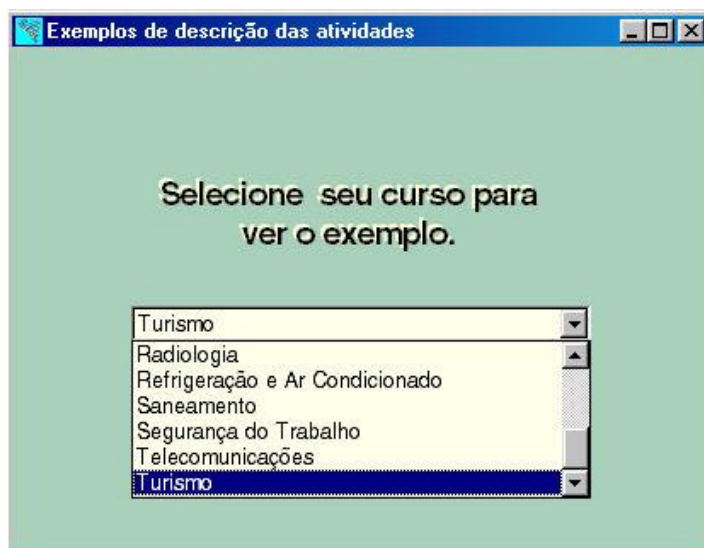 Exemplos de descrição das atividades
Selecione seu curso para
ver o exemplo.
Turismo
Radiologia
Refrigeração e Ar Condicionado
Saneamento
Segurança do Trabalho
Telecomunicações
Turismo